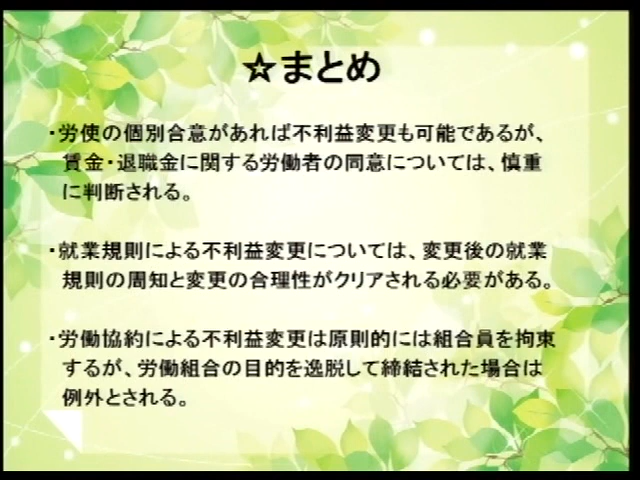 ☆まとめ
・労使の個別合意があれば不利益変更も可能であるが、
賃金・退職金に関する労働者の同意については、慎重
に判断される。
・就業規則による不利益変更については、変更後の就業
規則の周知と変更の合理性がクリアされる必要がある。
・労働協約による不利益変更は原則的には組合員を拘束
するが、労働組合の目的を逸脱して締結された場合は
例外とされる。